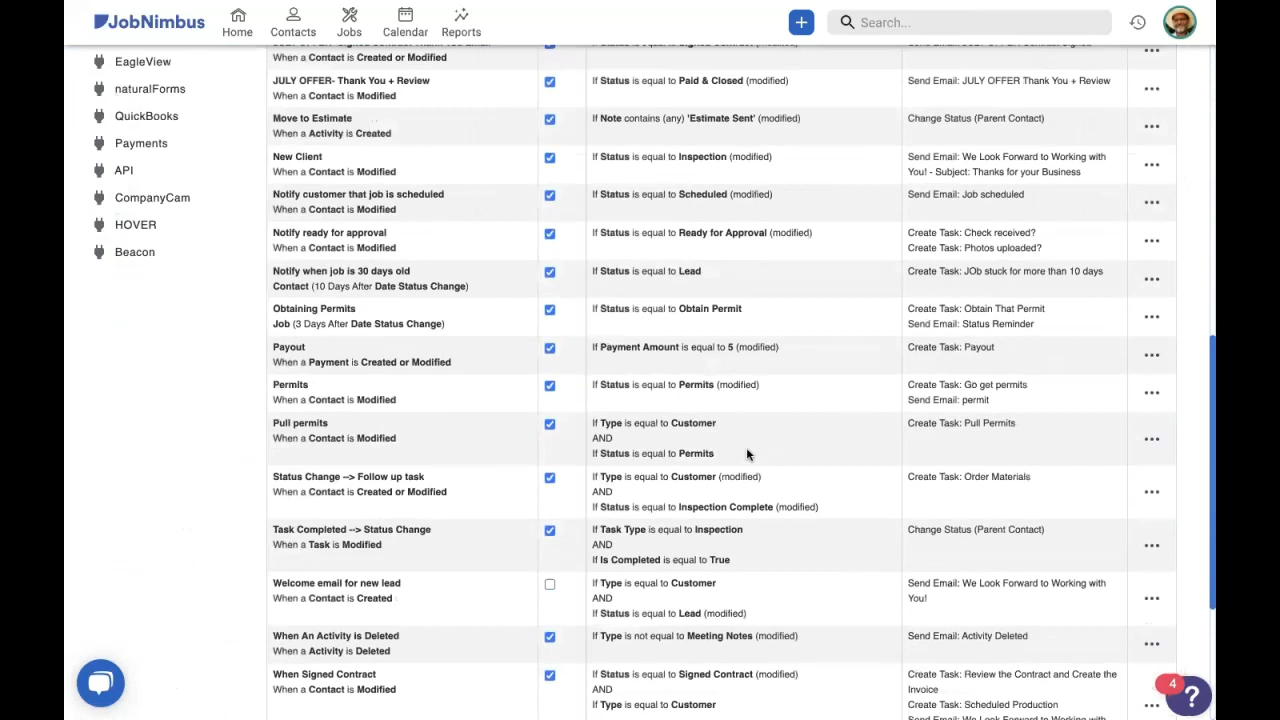 JobNimbus
Home
Contacts
Jobs
Calendar
Reports
Search...
EagleView
naturalForms
QuickBooks
Payments
API
CompanyCam
HOVER
Beacon
When a Contact is Created or Modified
JULY OFFER- Thank You + Review
When a Contact is Modified
If Status is equal to Paid & Closed (modified)
Send Email: JULY OFFER Thank You + Review
Move to Estimate
When a Activity is Created
If Note contains (any) 'Estimate Sent' (modified)
Change Status (Parent Contact)
New Client
When a Contact is Modified
If Status is equal to Inspection (modified)
Send Email: We Look Forward to Working with
You! - Subject: Thanks for your Business
Notify customer that job is scheduled
When a Contact is Modified
If Status is equal to Scheduled (modified)
Send Email: Job scheduled
Notify ready for approval
When a Contact is Modified
If Status is equal to Ready for Approval (modified)
Create Task: Check received?
Create Task: Photos uploaded?
Notify when job is 30 days old
Contact (10 Days After Date Status Change)
If Status is equal to Lead
Create Task: JOb stuck for more than 10 days
Obtaining Permits
Job (3 Days After Date Status Change)
If Status is equal to Obtain Permit
Create Task: Obtain That Permit
Send Email: Status Reminder
Payout
When a Payment is Created or Modified
If Payment Amount is equal to 5 (modified)
Create Task: Payout
Permits
When a Contact is Modified
If Status is equal to Permits (modified)
Create Task: Go get permits
Send Email: permit
Pull permits
When a Contact is Modified
If Type is equal to Customer
AND
If Status is equal to Permits
Create Task: Pull Permits
Status Change --> Follow up task
When a Contact is Created or Modified
If Type is equal to Customer (modified)
AND
If Status is equal to Inspection Complete (modified)
Create Task: Order Materials
Task Completed --> Status Change
When a Task is Modified
If Task Type is equal to Inspection
AND
If Is Completed is equal to True
Change Status (Parent Contact)
Welcome email for new lead
When a Contact is Created
If Type is equal to Customer
AND
If Status is equal to Lead (modified)
Send Email: We Look Forward to Working with
You!
When An Activity is Deleted
When a Activity is Deleted
If Type is not equal to Meeting Notes (modified)
Send Email: Activity Deleted
When Signed Contract
When a Contact is Modified
If Status is equal to Signed Contract (modified)
AND
If Type is equal to Customer
Create Task: Review the Contract and Create the
Invoice
Create Task: Scheduled Production
4
?